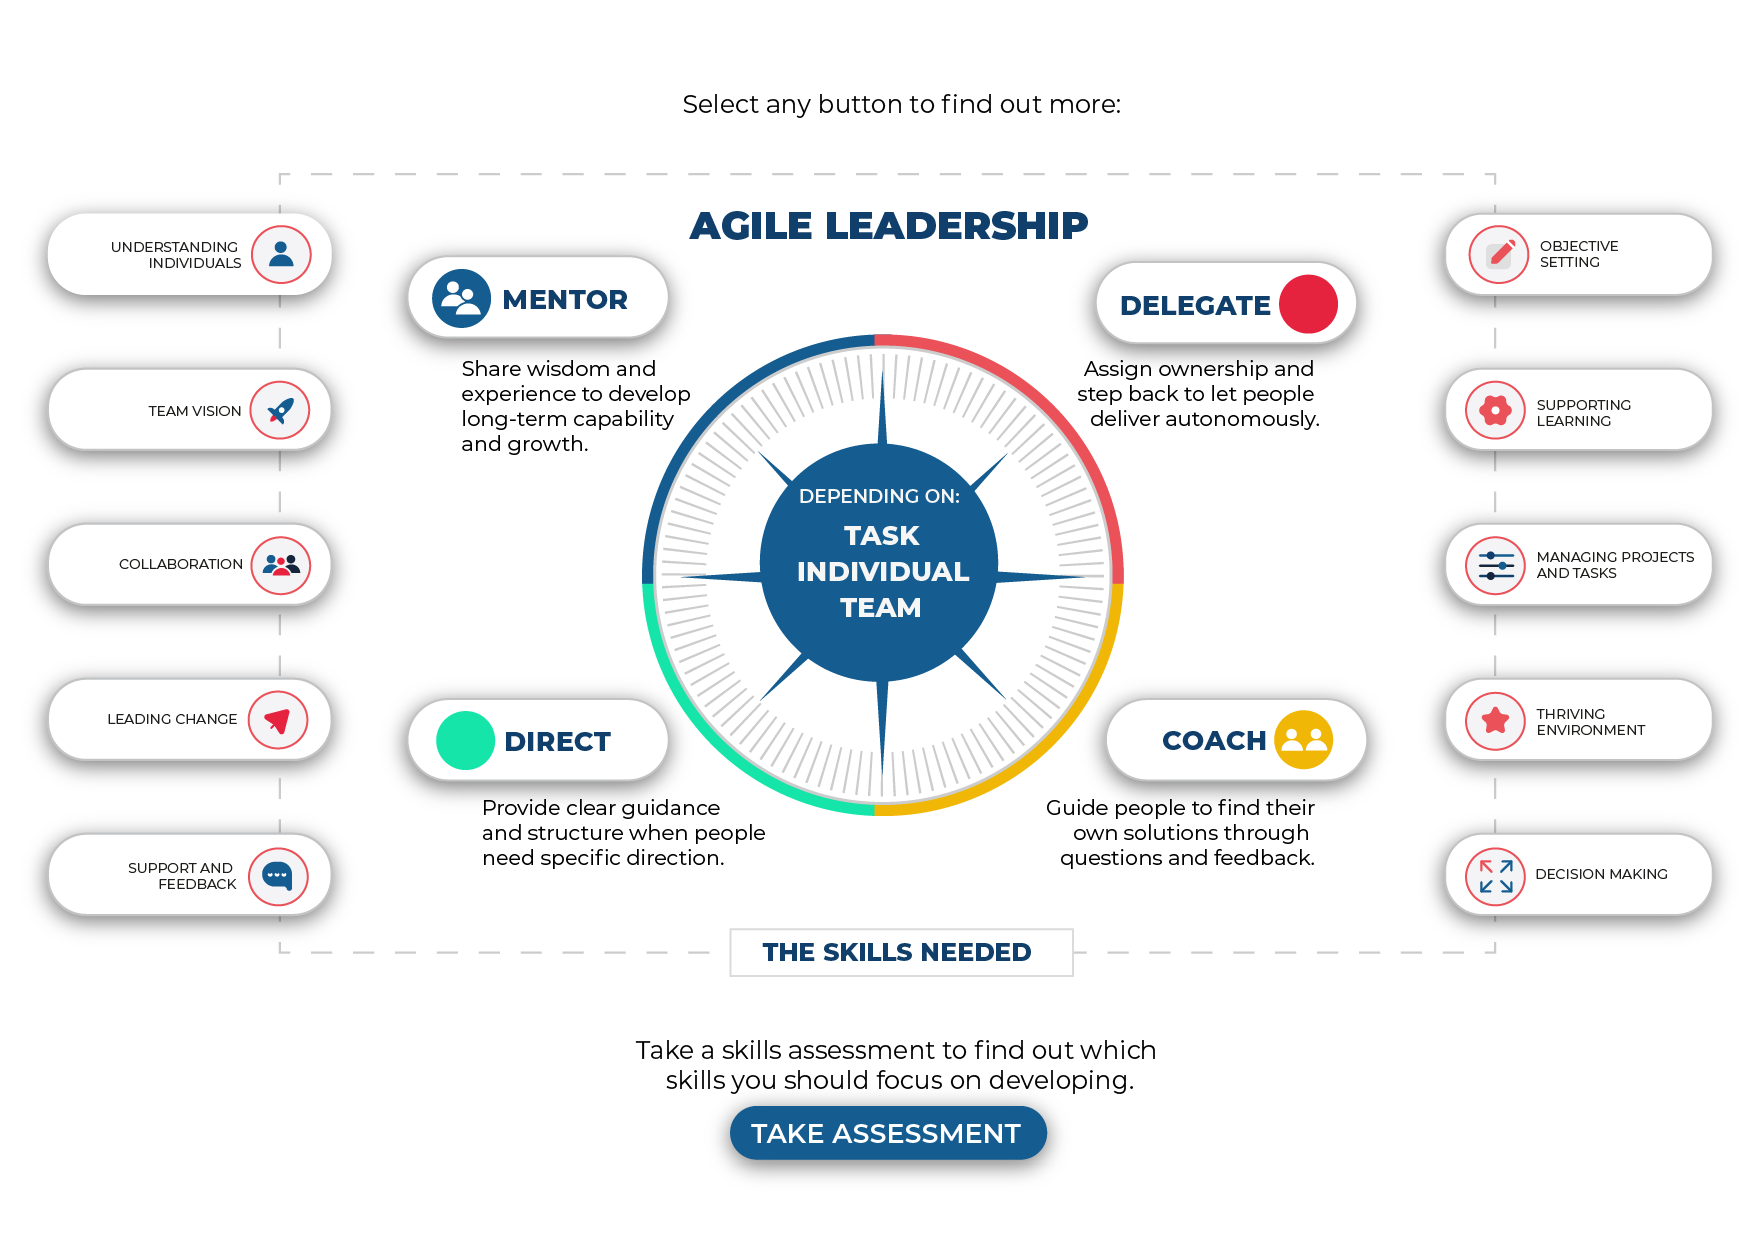 Select any button to find out more:
AGILE LEADERSHIP
UNDERSTANDING
INDIVIDUALS
TEAM VISION
COLLABORATION
LEADING CHANGE
SUPPORT AND
FEEDBACK
MENTOR
Share wisdom and
experience to develop
long-term capability
and growth.
DELEGATE
Assign ownership and
step back to let people
deliver autonomously.
DEPENDING ON:
TASK
INDIVIDUAL
TEAM
DIRECT
Provide clear guidance
and structure when people
need specific direction.
COACH
Guide people to find their
own solutions through
questions and feedback.
OBJECTIVE
SETTING
SUPPORTING
LEARNING
MANAGING PROJECTS
AND TASKS
THRIVING
ENVIRONMENT
DECISION MAKING
THE SKILLS NEEDED
Take a skills assessment to find out which
skills you should focus on developing.
TAKE ASSESSMENT